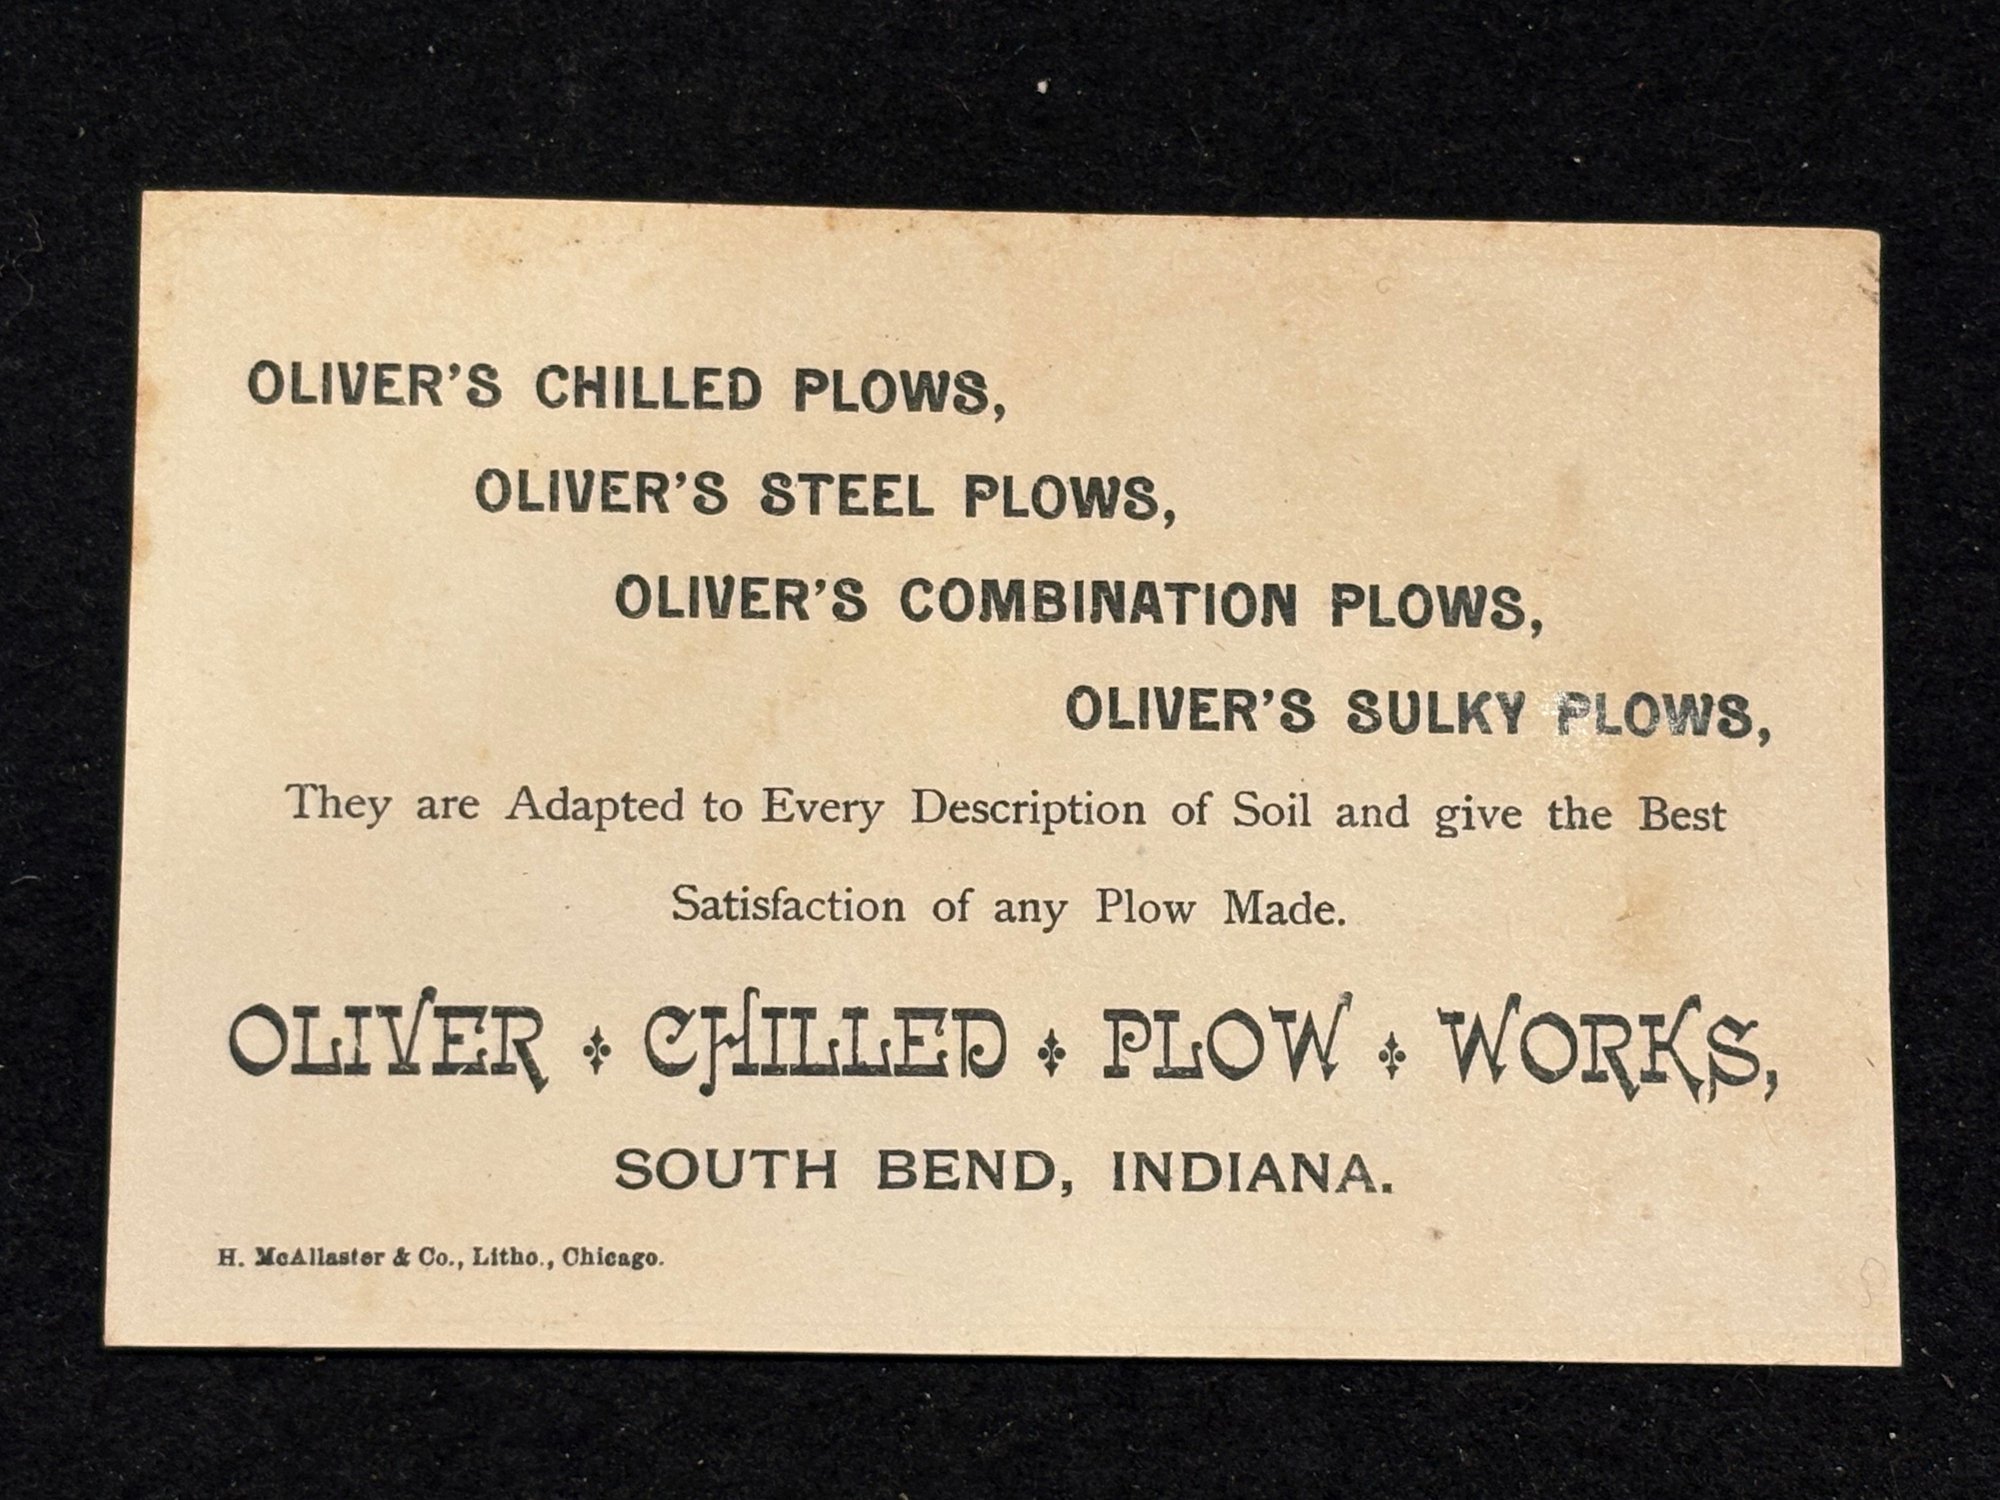 OLIVER'S CHILLED PLOWS,
OLIVER'S STEEL PLOWS,
OLIVER'S COMBINATION PLOWS,
OLIVER'S SULKY PLOWS,
They are Adapted to Every Description of Soil and give the Best
Satisfaction of any Plow Made.
OLIVER CHILLED PLOW WORKS,
SOUTH BEND, INDIANA.
H. McAllaster & Co., Litho., Chicago.